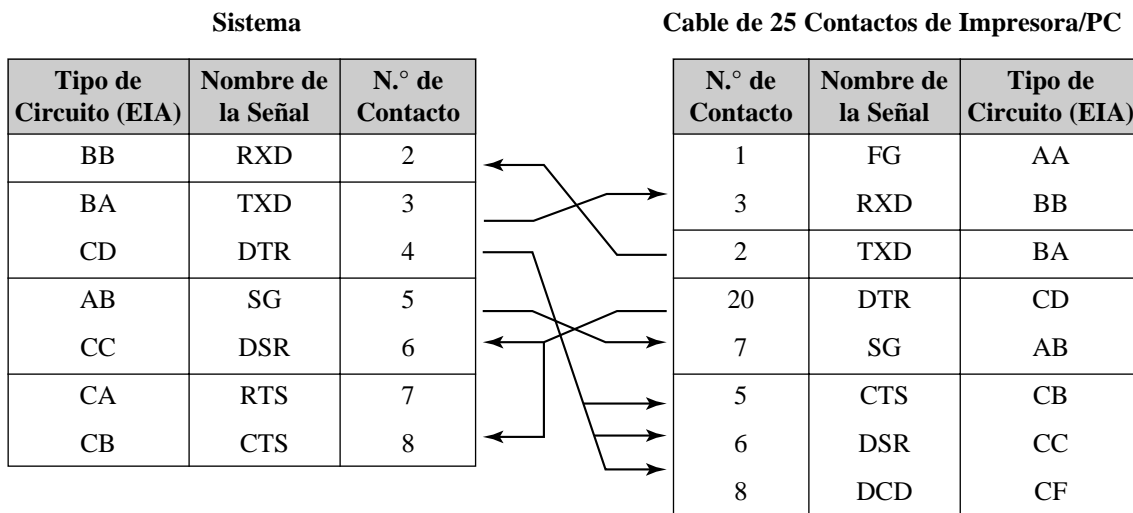 Sistema
Tipo de Circuito (EIA) Nombre de la Señal N.° de Contacto
BB RXD 2
BA TXD 3
CD DTR 4
AB SG 5
CC DSR 6
CA RTS 7
CB CTS 8
Cable de 25 Contactos de Impresora/PC
N.° de Contacto Nombre de la Señal Tipo de Circuito (EIA)
1 FG AA
3 RXD BB
2 TXD BA
20 DTR CD
7 SG AB
5 CTS CB
6 DSR CC
8 DCD CF